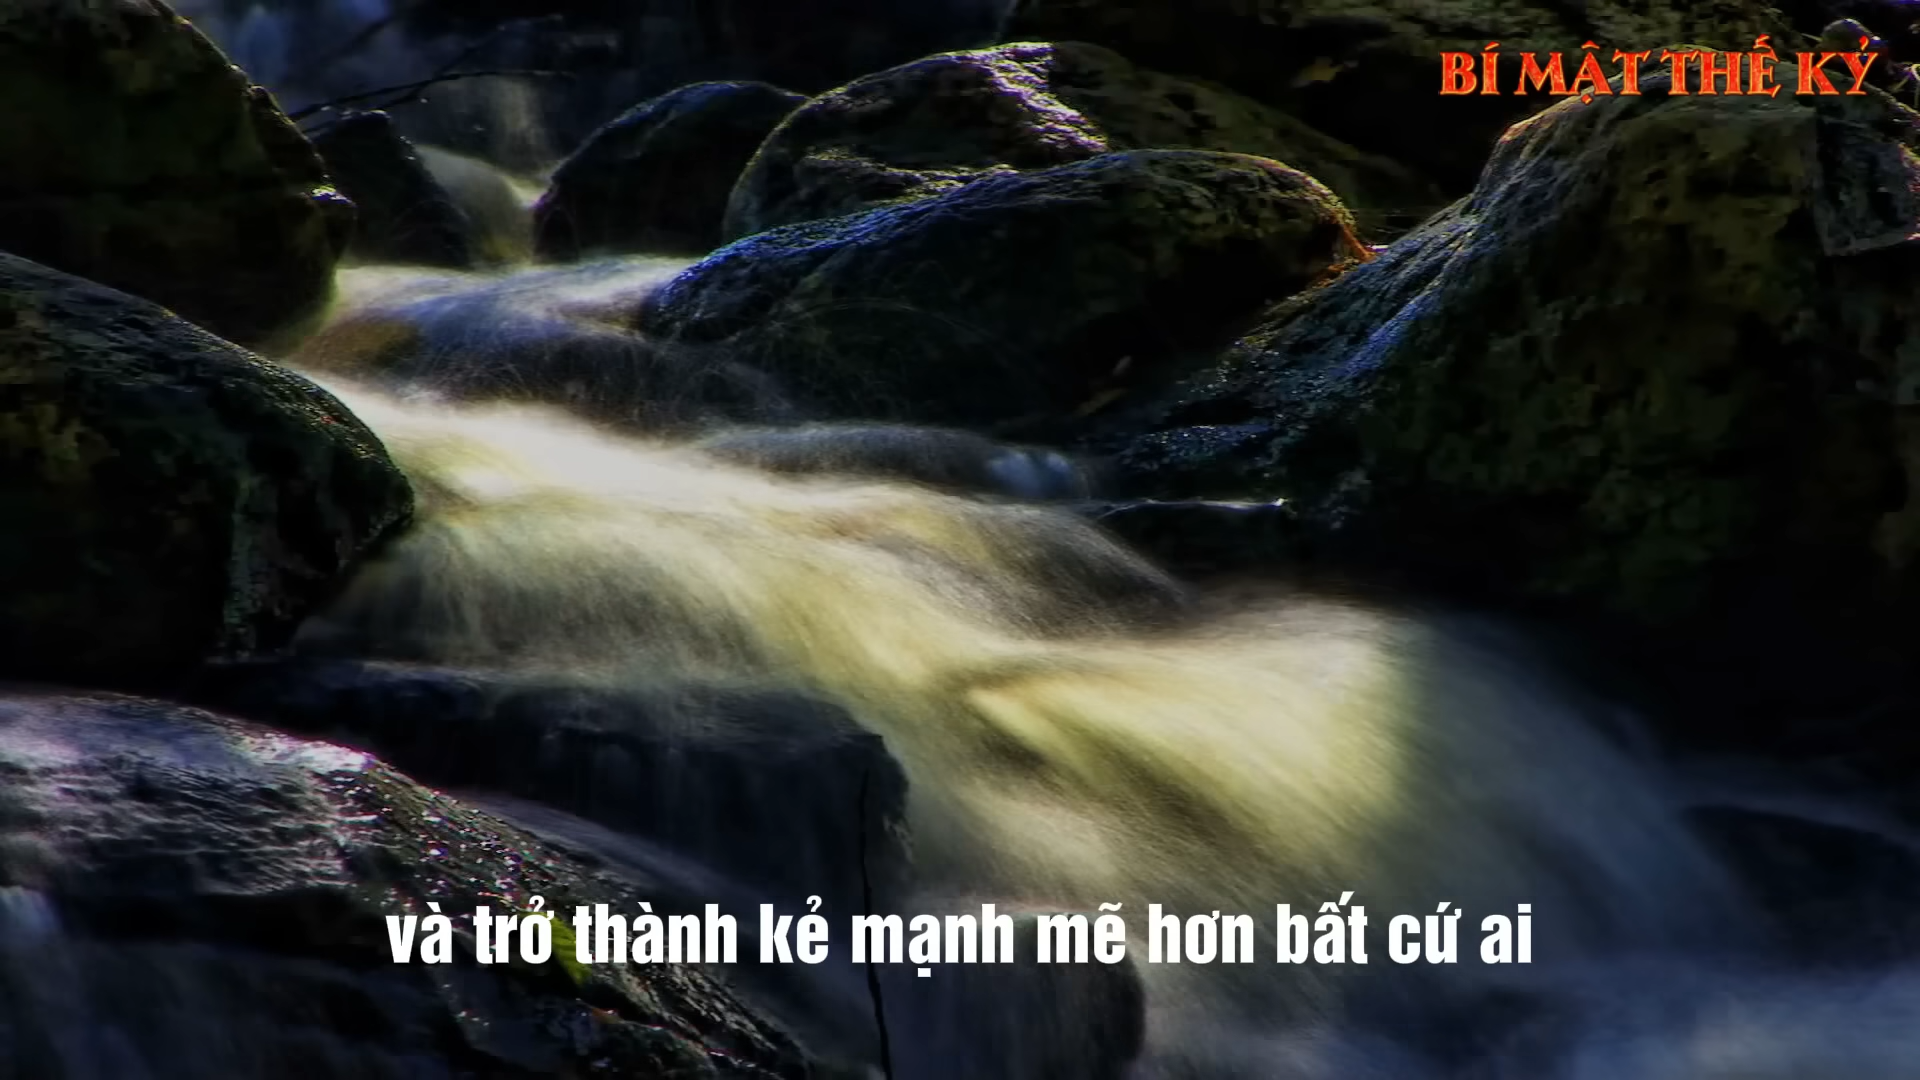 BÍ MẬT THẾ KỶ
và trở thành kẻ mạnh mẽ hơn bất cứ ai